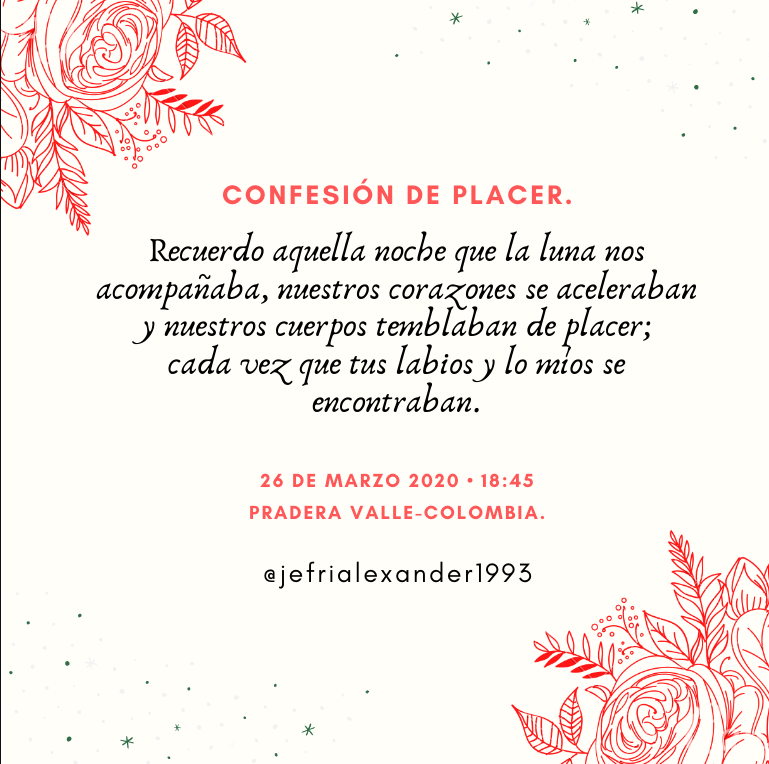 CONFESIÓN DE PLACER.
Recuerdo aquella noche que la luna nos
acompañaba, nuestros corazones se aceleraban
y nuestros cuerpos temblaban de placer;
cada vez que tus labios y lo míos se
encontraban.
26 DE MARZO 2020 • 18:45
PRADERA VALLE-COLOMBIA.
@jefrialexander1993